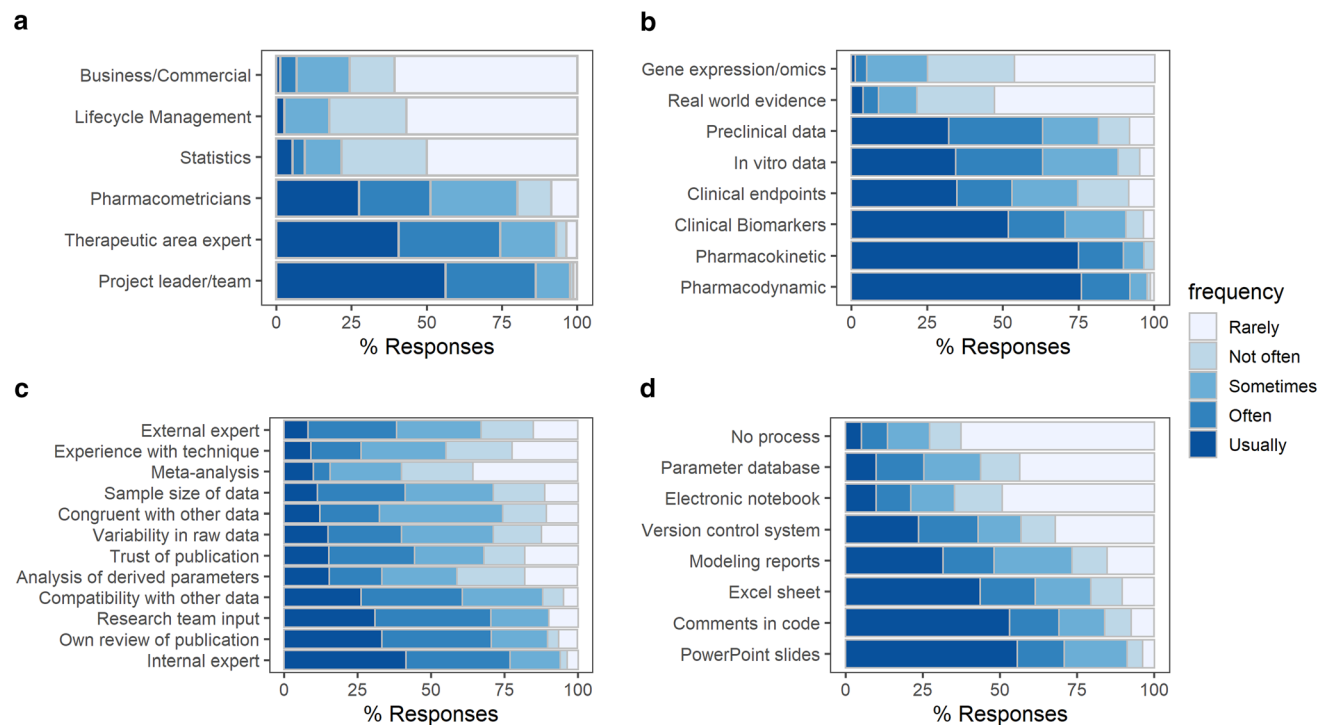 a
Business/Commercial
Lifecycle Management
Statistics
Pharmacometricians
Therapeutic area expert
Project leader/team
0 25 50 75 100
% Responses
b
Gene expression/omics
Real world evidence
Preclinical data
In vitro data
Clinical endpoints
Clinical Biomarkers
Pharmacokinetic
Pharmacodynamic
0 25 50 75 100
% Responses
c
External expert
Experience with technique
Meta-analysis
Sample size of data
Congruent with other data
Variability in raw data
Trust of publication
Analysis of derived parameters
Compatibility with other data
Research team input
Own review of publication
Internal expert
0 25 50 75 100
% Responses
d
No process
Parameter database
Electronic notebook
Version control system
Modeling reports
Excel sheet
Comments in code
PowerPoint slides
0 25 50 75 100
% Responses
frequency
Rarely
Not often
Sometimes
Often
Usually